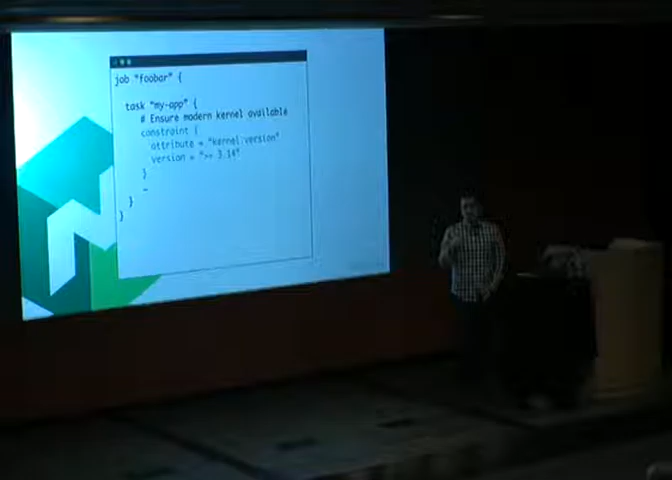 job "foobar" {
task "my-app" {
# Ensure modern kernel available
constraint {
attribute = "kernel.version"
version = ">= 3.14"
}
_
}
}